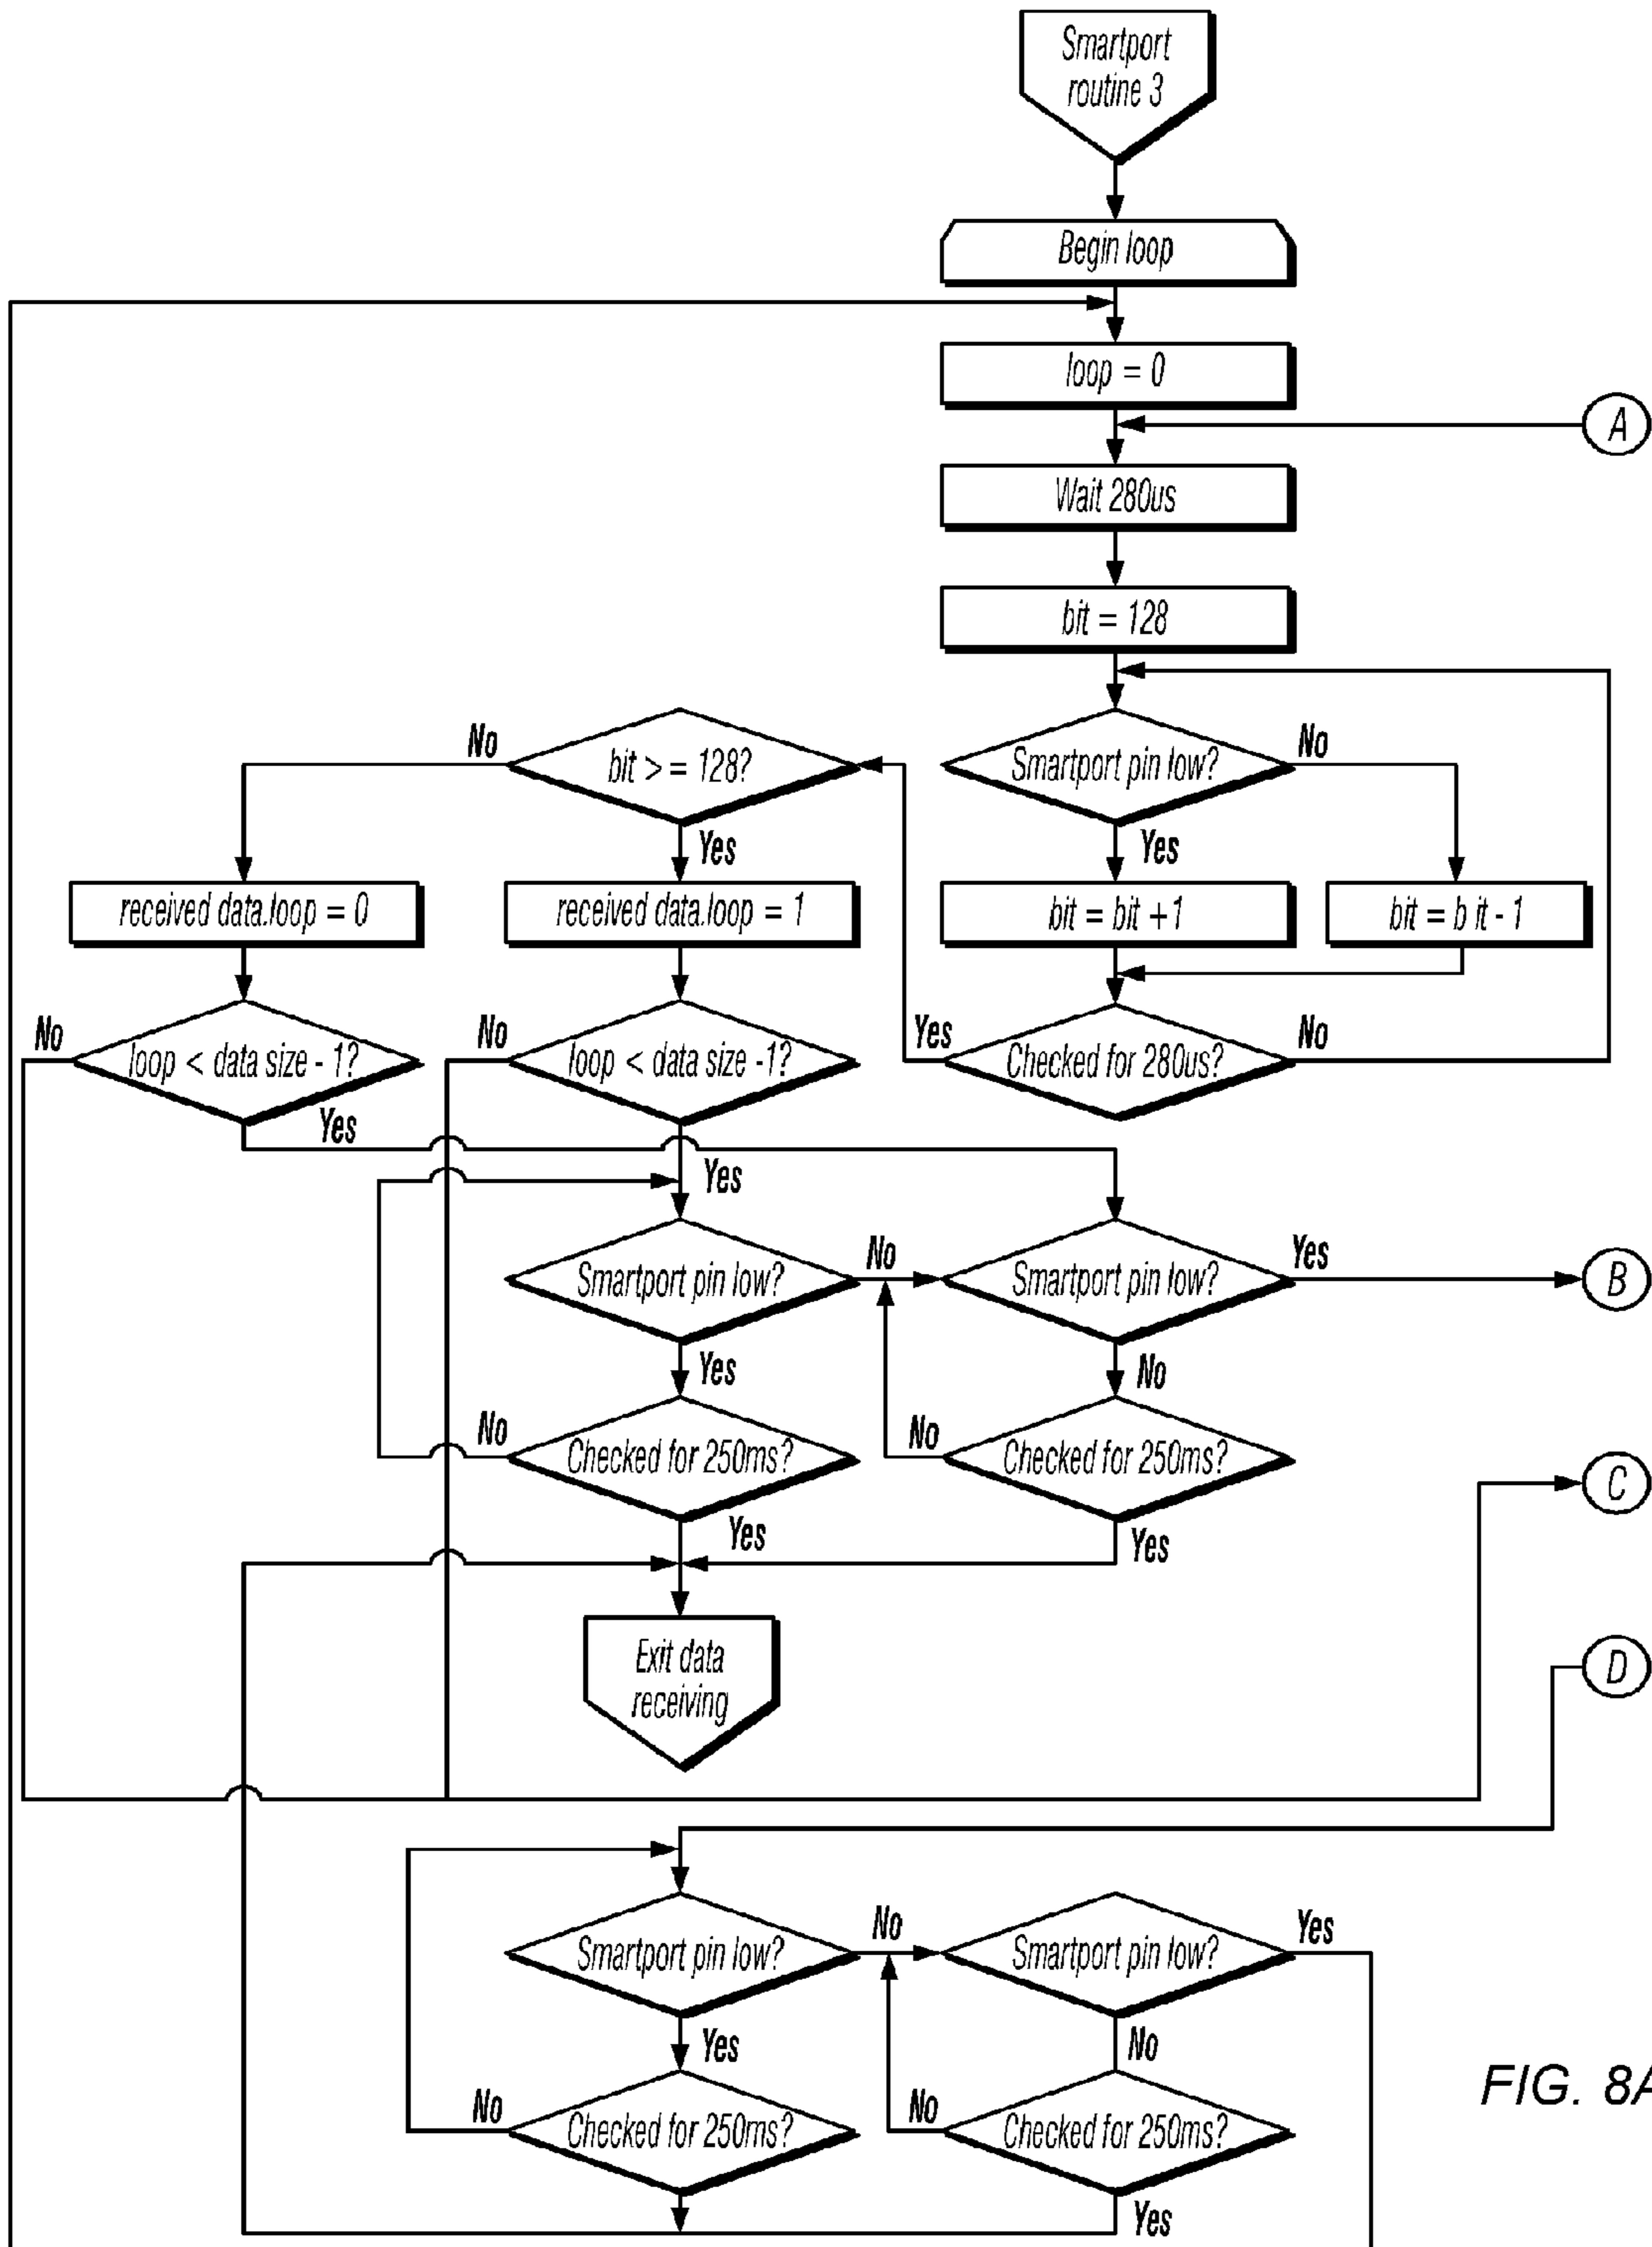 Smartport
routine 3
Begin loop
loop = 0
A
Wait 280us
bit = 128
No
bit > = 128?
Smartport pin low?
No
Yes
Yes
received data.loop = 0
received data.loop = 1
bit = bit +1
bit = b it - 1
No
loop < data size - 1?
No
loop < data size -1?
Yes
Checked for 280us?
No
Yes
Yes
Smartport pin low?
No
Smartport pin low?
Yes
B
Yes
No
No
Checked for 250ms?
No
Checked for 250ms?
C
Yes
Yes
Exit data
receiving
D
Smartport pin low?
No
Smartport pin low?
Yes
Yes
No
No
Checked for 250ms?
No
Checked for 250ms?
Yes
FIG. 8A